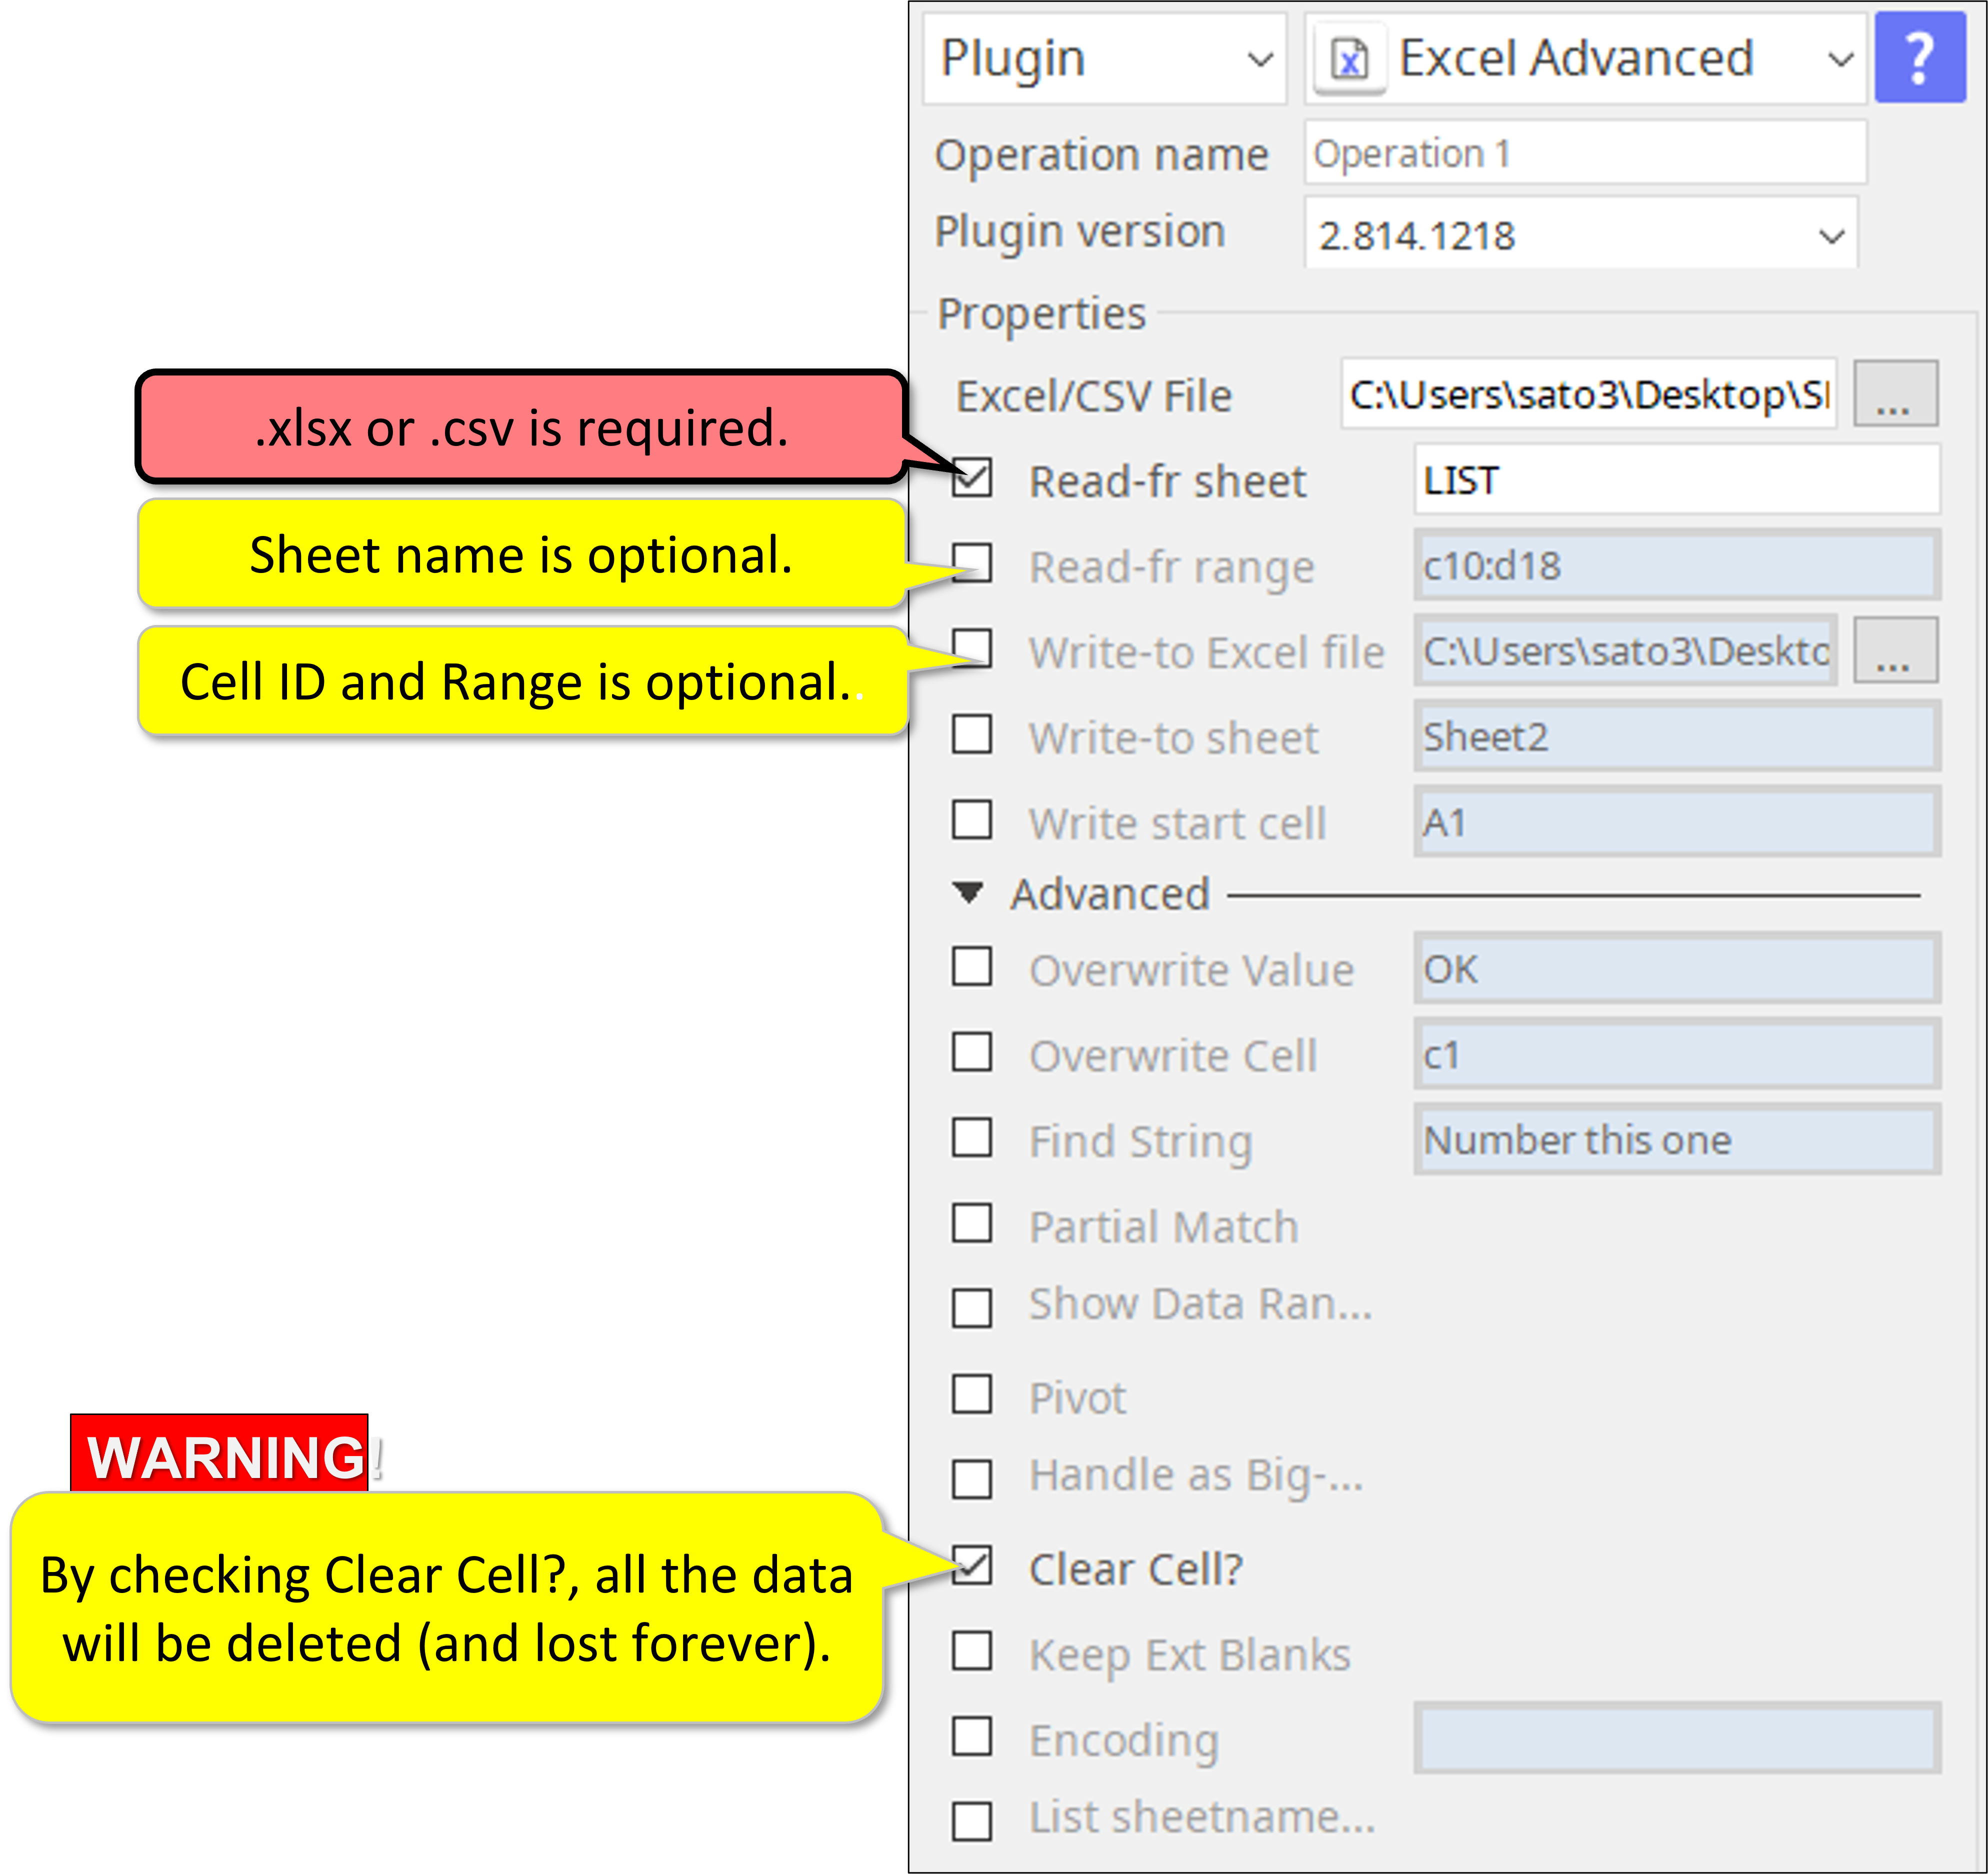 Plugin
Excel Advanced
?
Operation name
Operation 1
Plugin version
2.814.1218
Properties
Excel/CSV File
C:\Users\sato3\Desktop\Sl
...
.xlsx or .csv is required.
Read-fr sheet
LIST
Sheet name is optional.
Read-fr range
c10:d18
Cell ID and Range is optional..
Write-to Excel file
C:\Users\sato3\Deskto
...
Write-to sheet
Sheet2
Write start cell
A1
Advanced
Overwrite Value
OK
Overwrite Cell
c1
Find String
Number this one
Partial Match
Show Data Ran...
Pivot
WARNING!
Handle as Big-...
By checking Clear Cell?, all the data
will be deleted (and lost forever).
Clear Cell?
Keep Ext Blanks
Encoding
List sheetname...